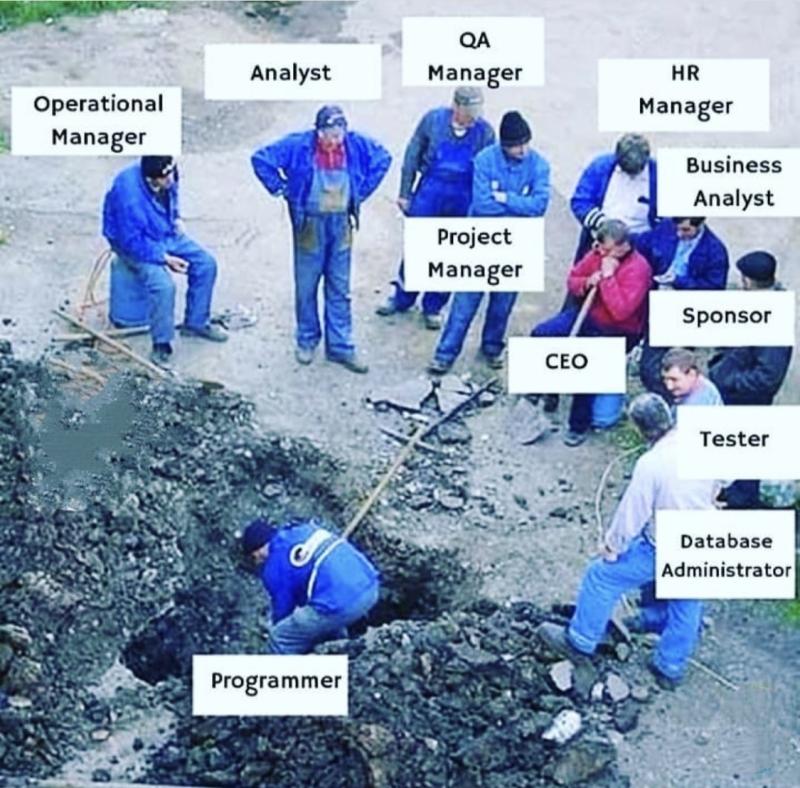 QA
Manager
Analyst
HR
Manager
Operational
Manager
Business
Analyst
Project
Manager
Sponsor
CEO
Tester
Database
Administrator
Programmer